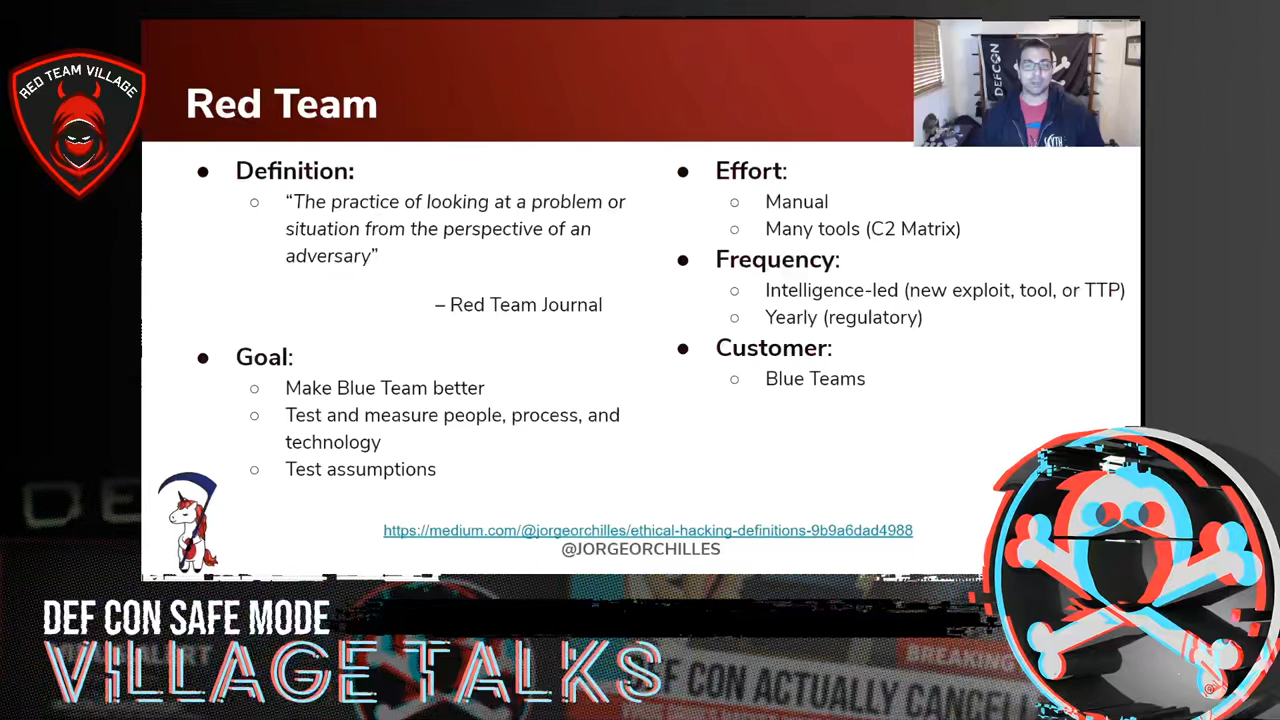 RED TEAM VILLAGE
Red Team
DEFCON
● Definition:
○ “The practice of looking at a problem or
situation from the perspective of an
adversary”
– Red Team Journal
● Goal:
○ Make Blue Team better
○ Test and measure people, process, and
technology
○ Test assumptions
● Effort:
○ Manual
○ Many tools (C2 Matrix)
● Frequency:
○ Intelligence-led (new exploit, tool, or TTP)
○ Yearly (regulatory)
● Customer:
○ Blue Teams
https://medium.com/@jorgeorchilles/ethical-hacking-definitions-9b9a6dad4988
@JORGEORCHILLES
DEF CON SAFE MODE
VILLAGE TALKS
BREAKIN
DEF CON ACTUALLY CANCEL